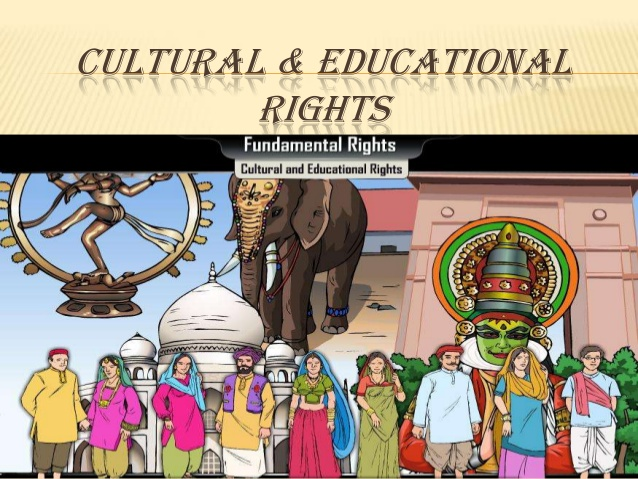 CULTURAL & EDUCATIONAL
RIGHTS
Fundamental Rights
Cultural and Educational Rights